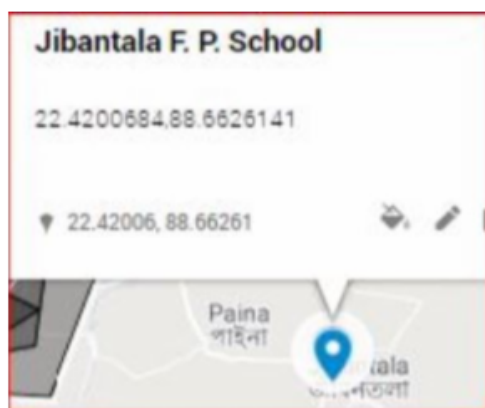 Jibantala F. P. School
22.4200684,88.6626141
22.42006, 88.66261
Paina
পাইনা